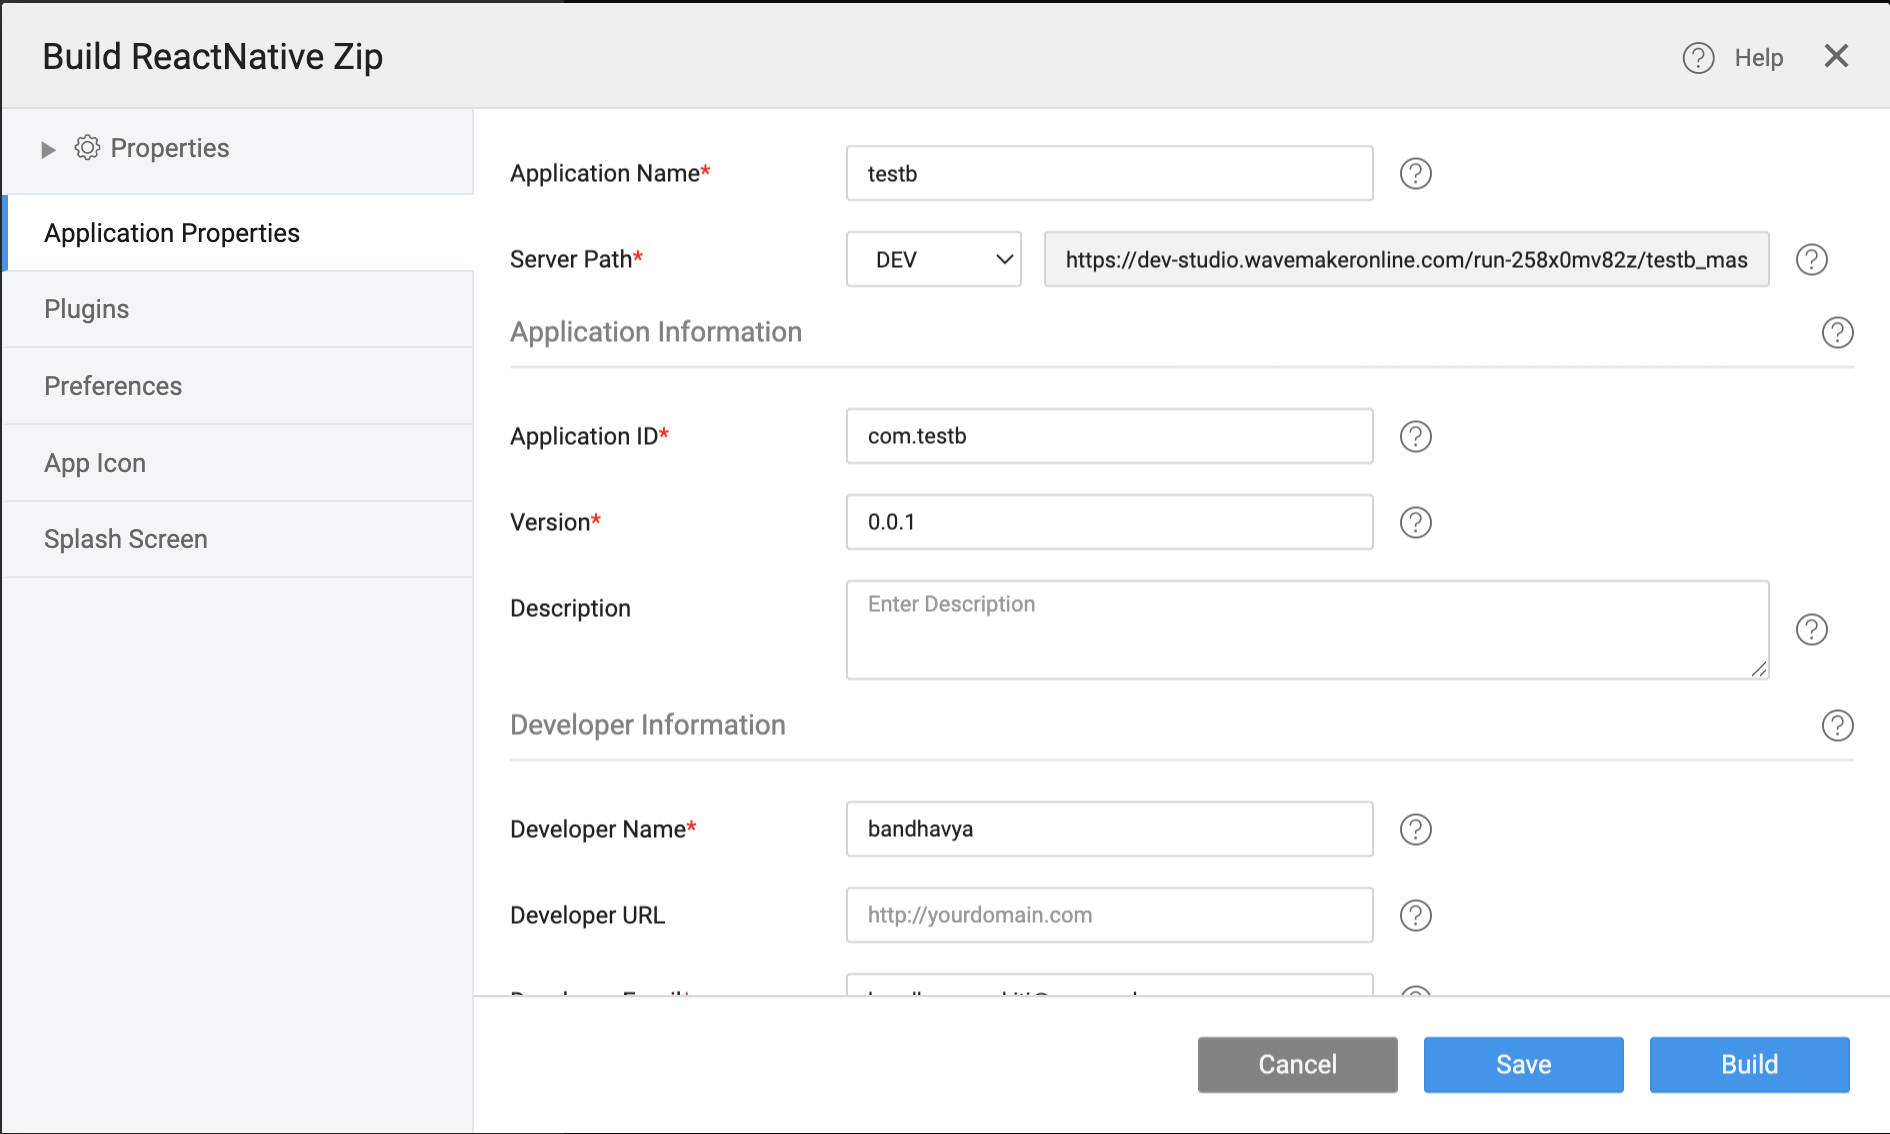 Build ReactNative Zip
Help
Properties
Application Properties
Plugins
Preferences
App Icon
Splash Screen
Application Name*
testb
Server Path*
DEV
https://dev-studio.wavemakeronline.com/run-258x0mv82z/testb_mas
Application Information
Application ID*
com.testb
Version*
0.0.1
Description
Enter Description
Developer Information
Developer Name*
bandhavya
Developer URL
http://yourdomain.com
Cancel
Save
Build